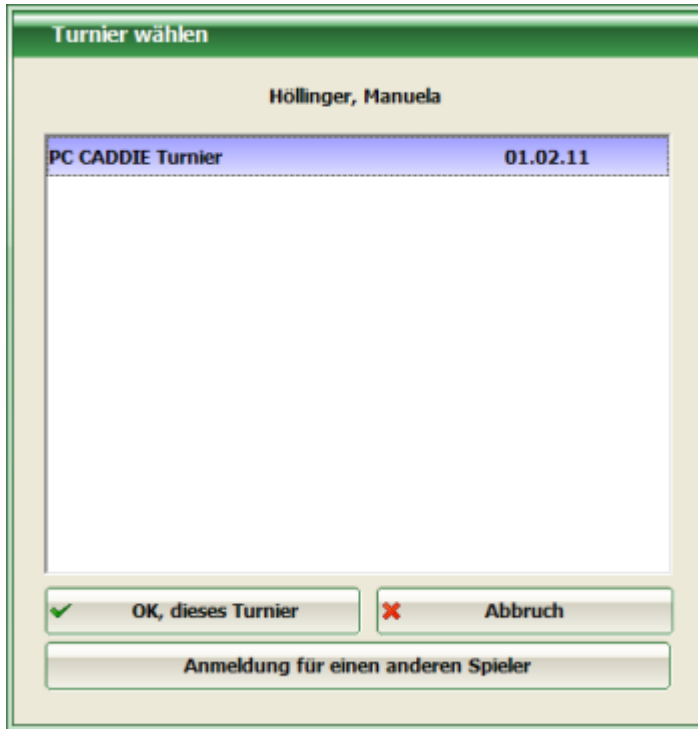 Turnier wählen
Höllinger, Manuela
PC CADDIE Turnier 01.02.11
OK, dieses Turnier
Abbruch
Anmeldung für einen anderen Spieler